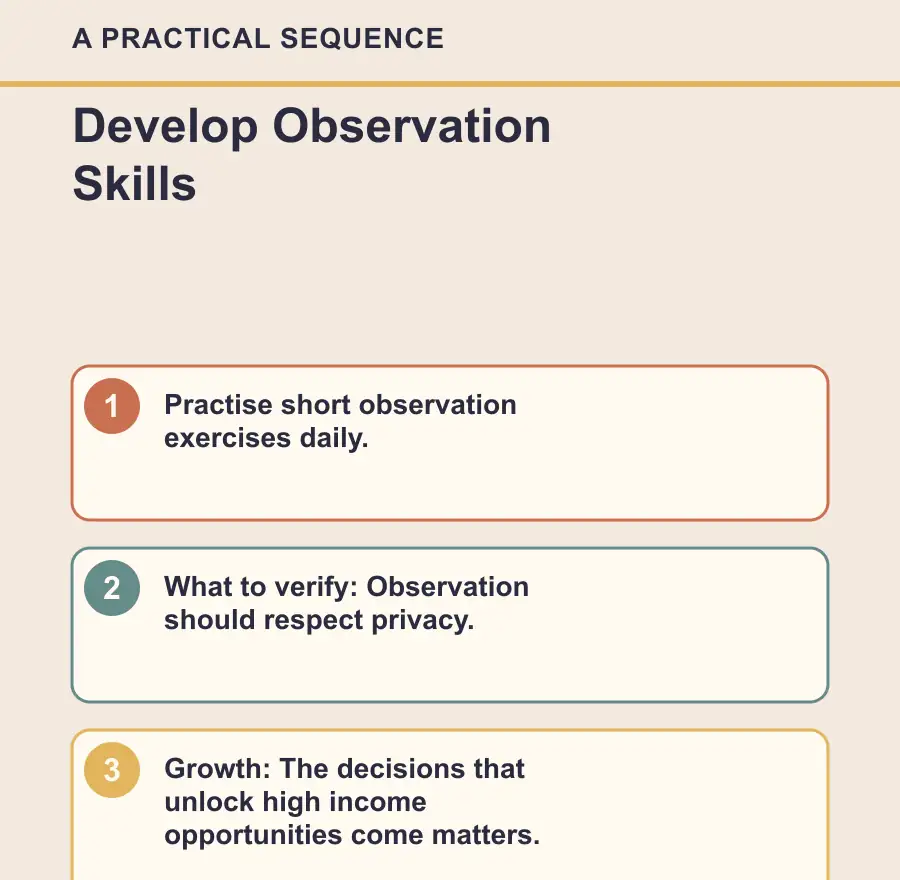 A PRACTICAL SEQUENCE
Develop Observation
Skills
1
Practise short observation
exercises daily.
2
What to verify: Observation
should respect privacy.
3
Growth: The decisions that
unlock high income
opportunities come matters.